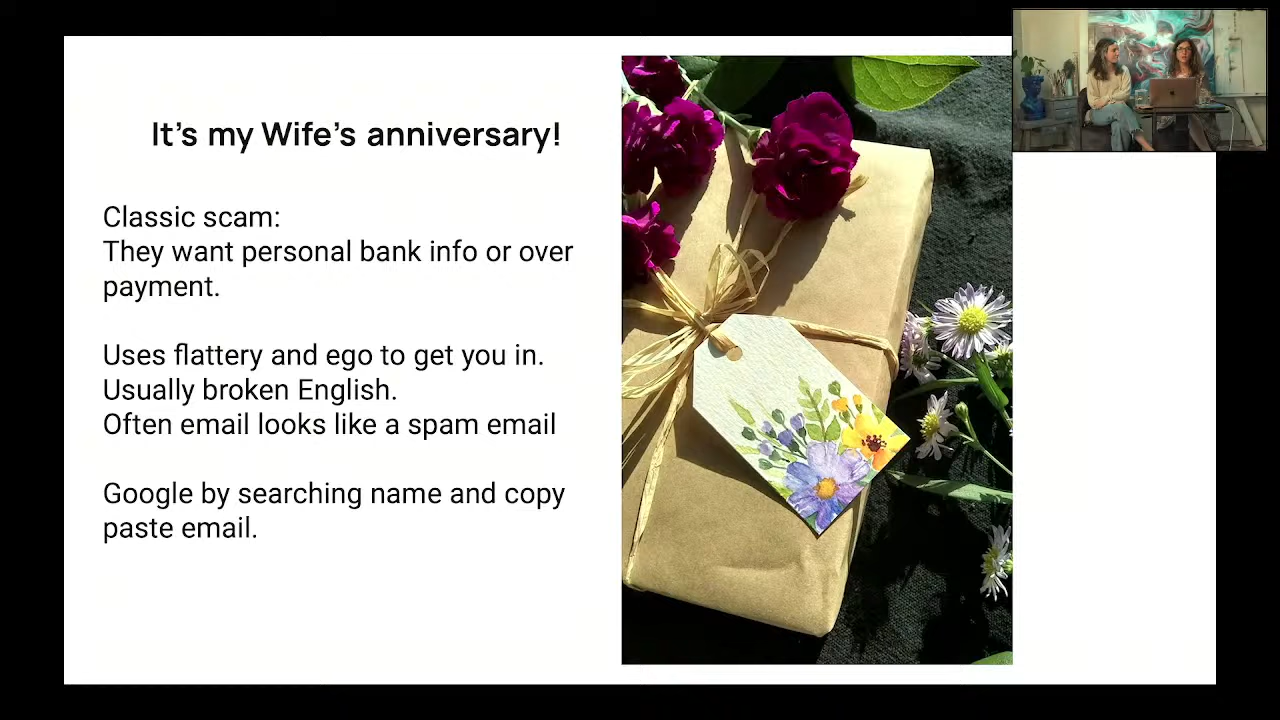 It's my Wife's anniversary!
Classic scam:
They want personal bank info or over
payment.
Uses flattery and ego to get you in.
Usually broken English.
Often email looks like a spam email
Google by searching name and copy
paste email.